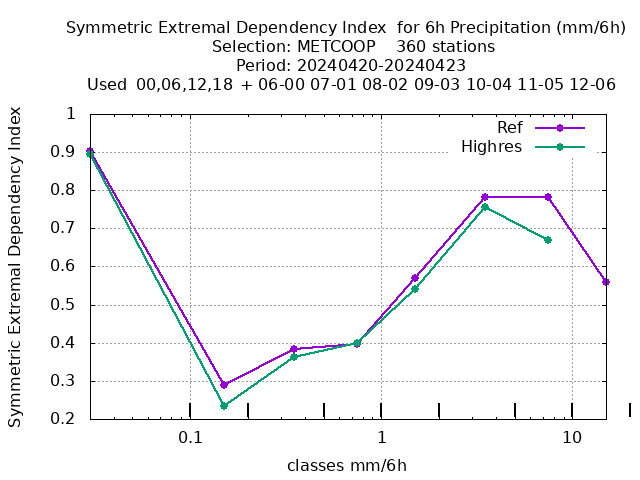 Symmetric Extremal Dependency Index  for 6h Precipitation (mm/6h)
Selection: METCOOP    360 stations
Period: 20240420-20240423
Used  00,06,12,18  + 06-00 07-01 08-02 09-03 10-04 11-05 12-06
Symmetric Extremal Dependency Index
1
0.9
0.8
0.7
0.6
0.5
0.4
0.3
0.2
Ref
Highres
0.1
1
10
classes mm/6h